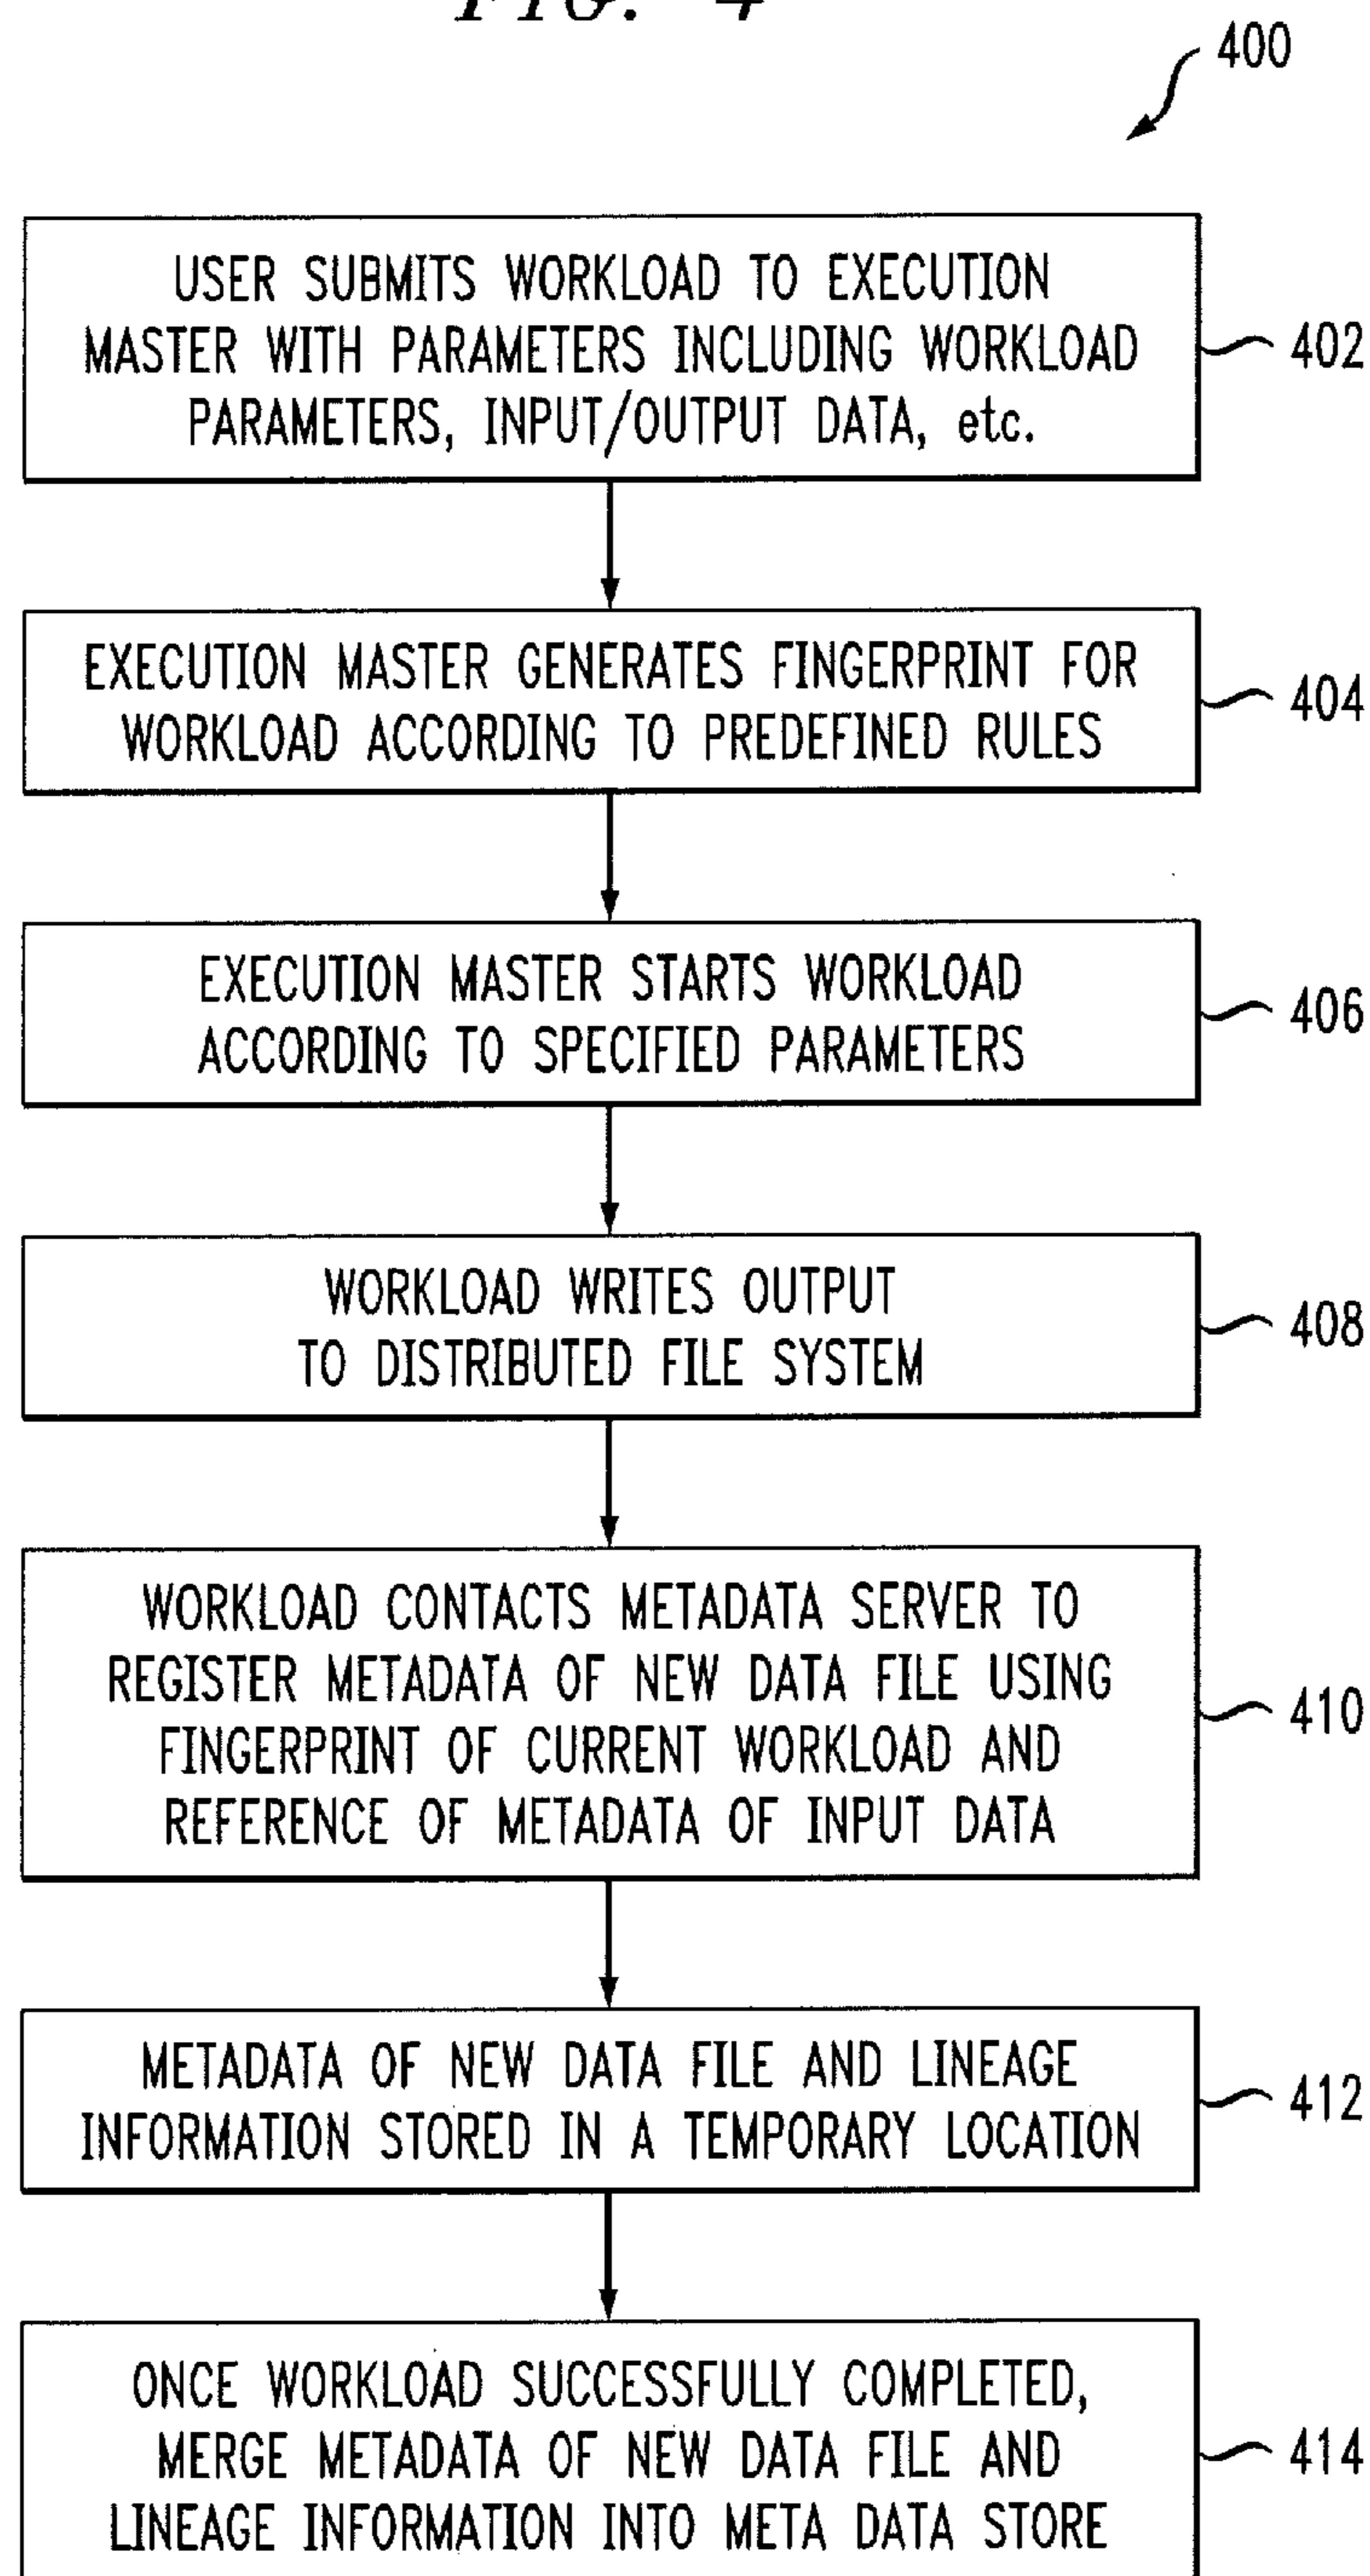 FIG. 4
400
USER SUBMITS WORKLOAD TO EXECUTION
MASTER WITH PARAMETERS INCLUDING WORKLOAD
PARAMETERS, INPUT/OUTPUT DATA, etc.
402
EXECUTION MASTER GENERATES FINGERPRINT FOR
WORKLOAD ACCORDING TO PREDEFINED RULES
404
EXECUTION MASTER STARTS WORKLOAD
ACCORDING TO SPECIFIED PARAMETERS
406
WORKLOAD WRITES OUTPUT
TO DISTRIBUTED FILE SYSTEM
408
WORKLOAD CONTACTS METADATA SERVER TO
REGISTER METADATA OF NEW DATA FILE USING
FINGERPRINT OF CURRENT WORKLOAD AND
REFERENCE OF METADATA OF INPUT DATA
410
METADATA OF NEW DATA FILE AND LINEAGE
INFORMATION STORED IN A TEMPORARY LOCATION
412
ONCE WORKLOAD SUCCESSFULLY COMPLETED,
MERGE METADATA OF NEW DATA FILE AND
LINEAGE INFORMATION INTO META DATA STORE
414